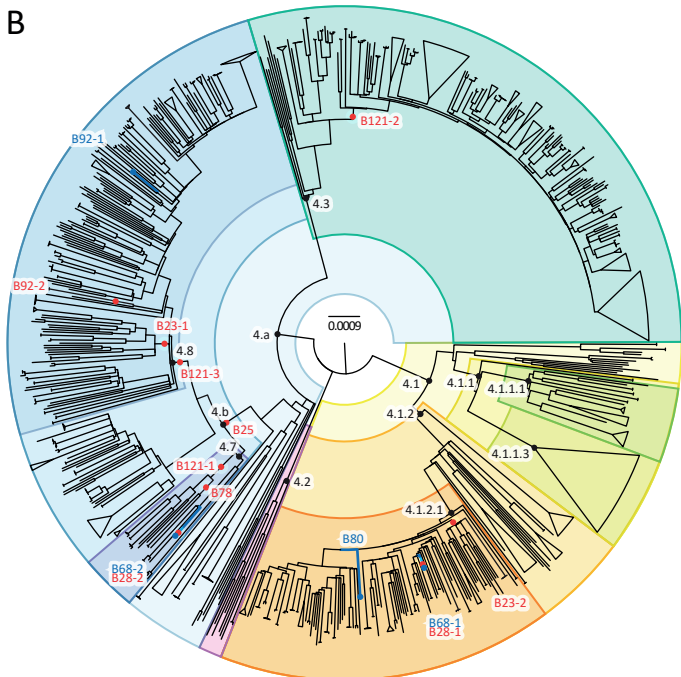 B
B121-2
B92-1
4.3
B92-2
0.0009
B23-1
4.a
4.8
B121-3
4.1
4.1.1
4.1.1.1
4.b
4.1.2
B25
4.7
4.1.1.3
B121-1
4.2
B78
4.1.2.1
B80
B68-2
B28-2
B23-2
B68-1
B28-1